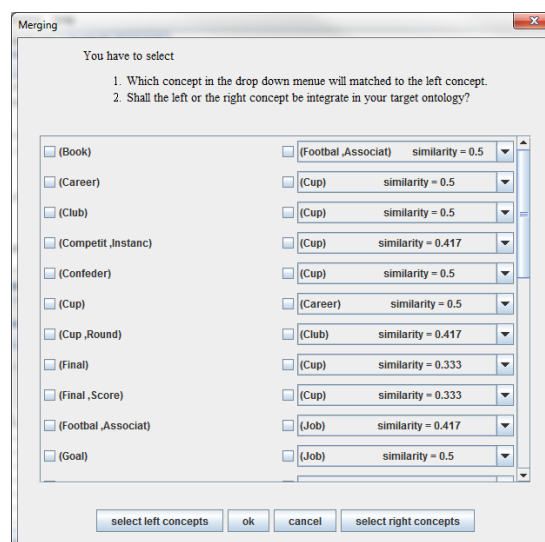 Merging
You have to select
1. Which concept in the drop down menue will matched to the left concept.
2. Shall the left or the right concept be integrate in your target ontology?
(Book) (Footbal ,Associat) similarity = 0.5
(Career) (Cup) similarity = 0.5
(Club) (Cup) similarity = 0.5
(Competit ,Instanc) (Cup) similarity = 0.417
(Confeder) (Cup) similarity = 0.5
(Cup) (Career) similarity = 0.5
(Cup ,Round) (Club) similarity = 0.417
(Final) (Cup) similarity = 0.333
(Final ,Score) (Cup) similarity = 0.333
(Footbal ,Associat) (Job) similarity = 0.417
(Goal) (Job) similarity = 0.5
select left concepts ok cancel select right concepts